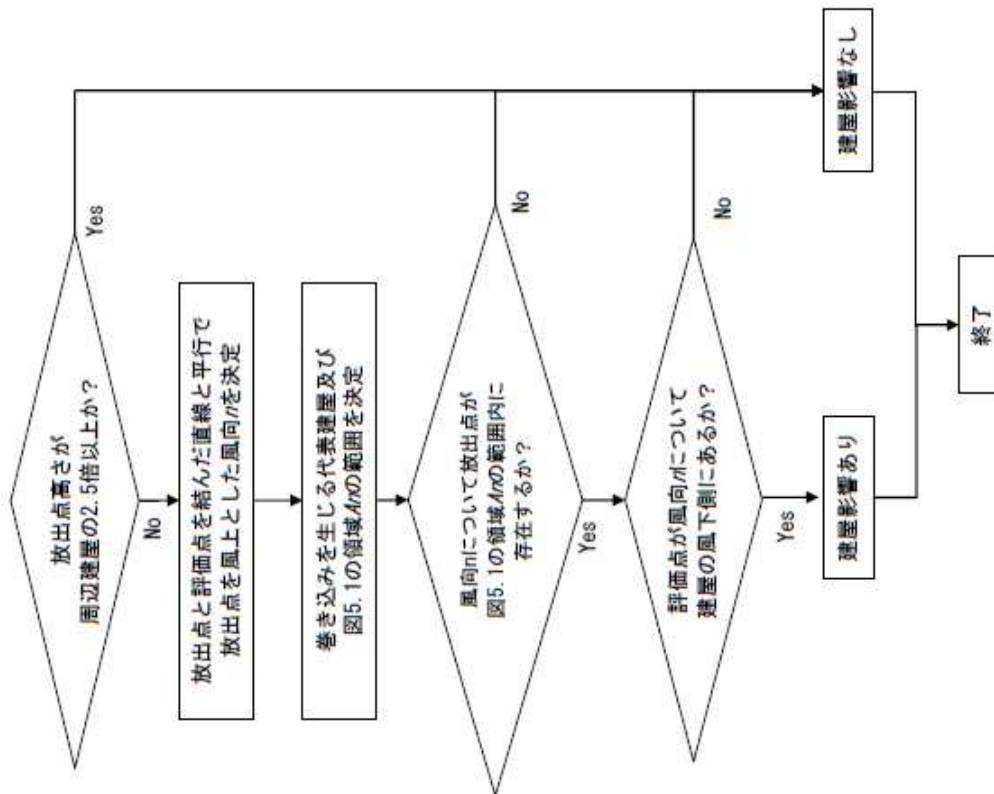 放出点高さが
周辺建屋の2.5倍以上か?
Yes
No
放出点と評価点を結んだ直線と平行で
放出点を風上とした風向nを決定
巻き込みを生じる代表建屋及び
図5.1の領域Anの範囲を決定
風向nについて放出点が
図5.1の領域Anの範囲内に
存在するか?
No
Yes
評価点が風向nについて
建屋の風下側にあるか?
No
Yes
建屋影響あり
建屋影響なし
終了